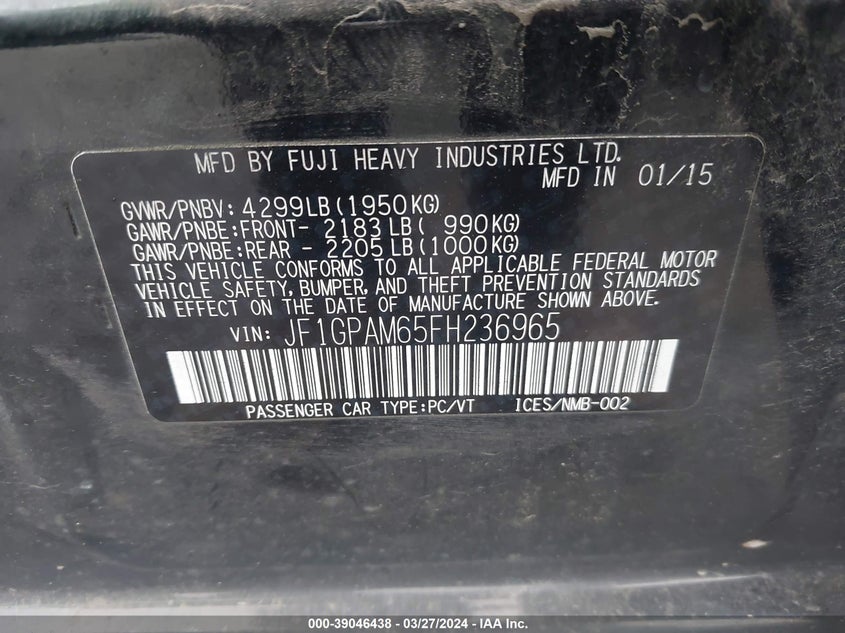 MFD BY FUJI HEAVY INDUSTRIES LTD.
MFD IN 01/15
GVWR/PNBV: 4299LB(1950KG)
GAWR/PNBE:FRONT- 2183LB( 990KG)
GAWR/PNBE:REAR - 2205LB(1000KG)
THIS VEHICLE CONFORMS TO ALL APPLICABLE FEDERAL MOTOR
VEHICLE SAFETY, BUMPER, AND THEFT PREVENTION STANDARDS
IN EFFECT ON THE DATE OF MANUFACTURE SHOWN ABOVE.
VIN: JF1GPAM65FH236965
PASSENGER CAR TYPE:PC/VT ICES/NMB-002
000-39046438 - 03/27/2024 - IAA Inc.